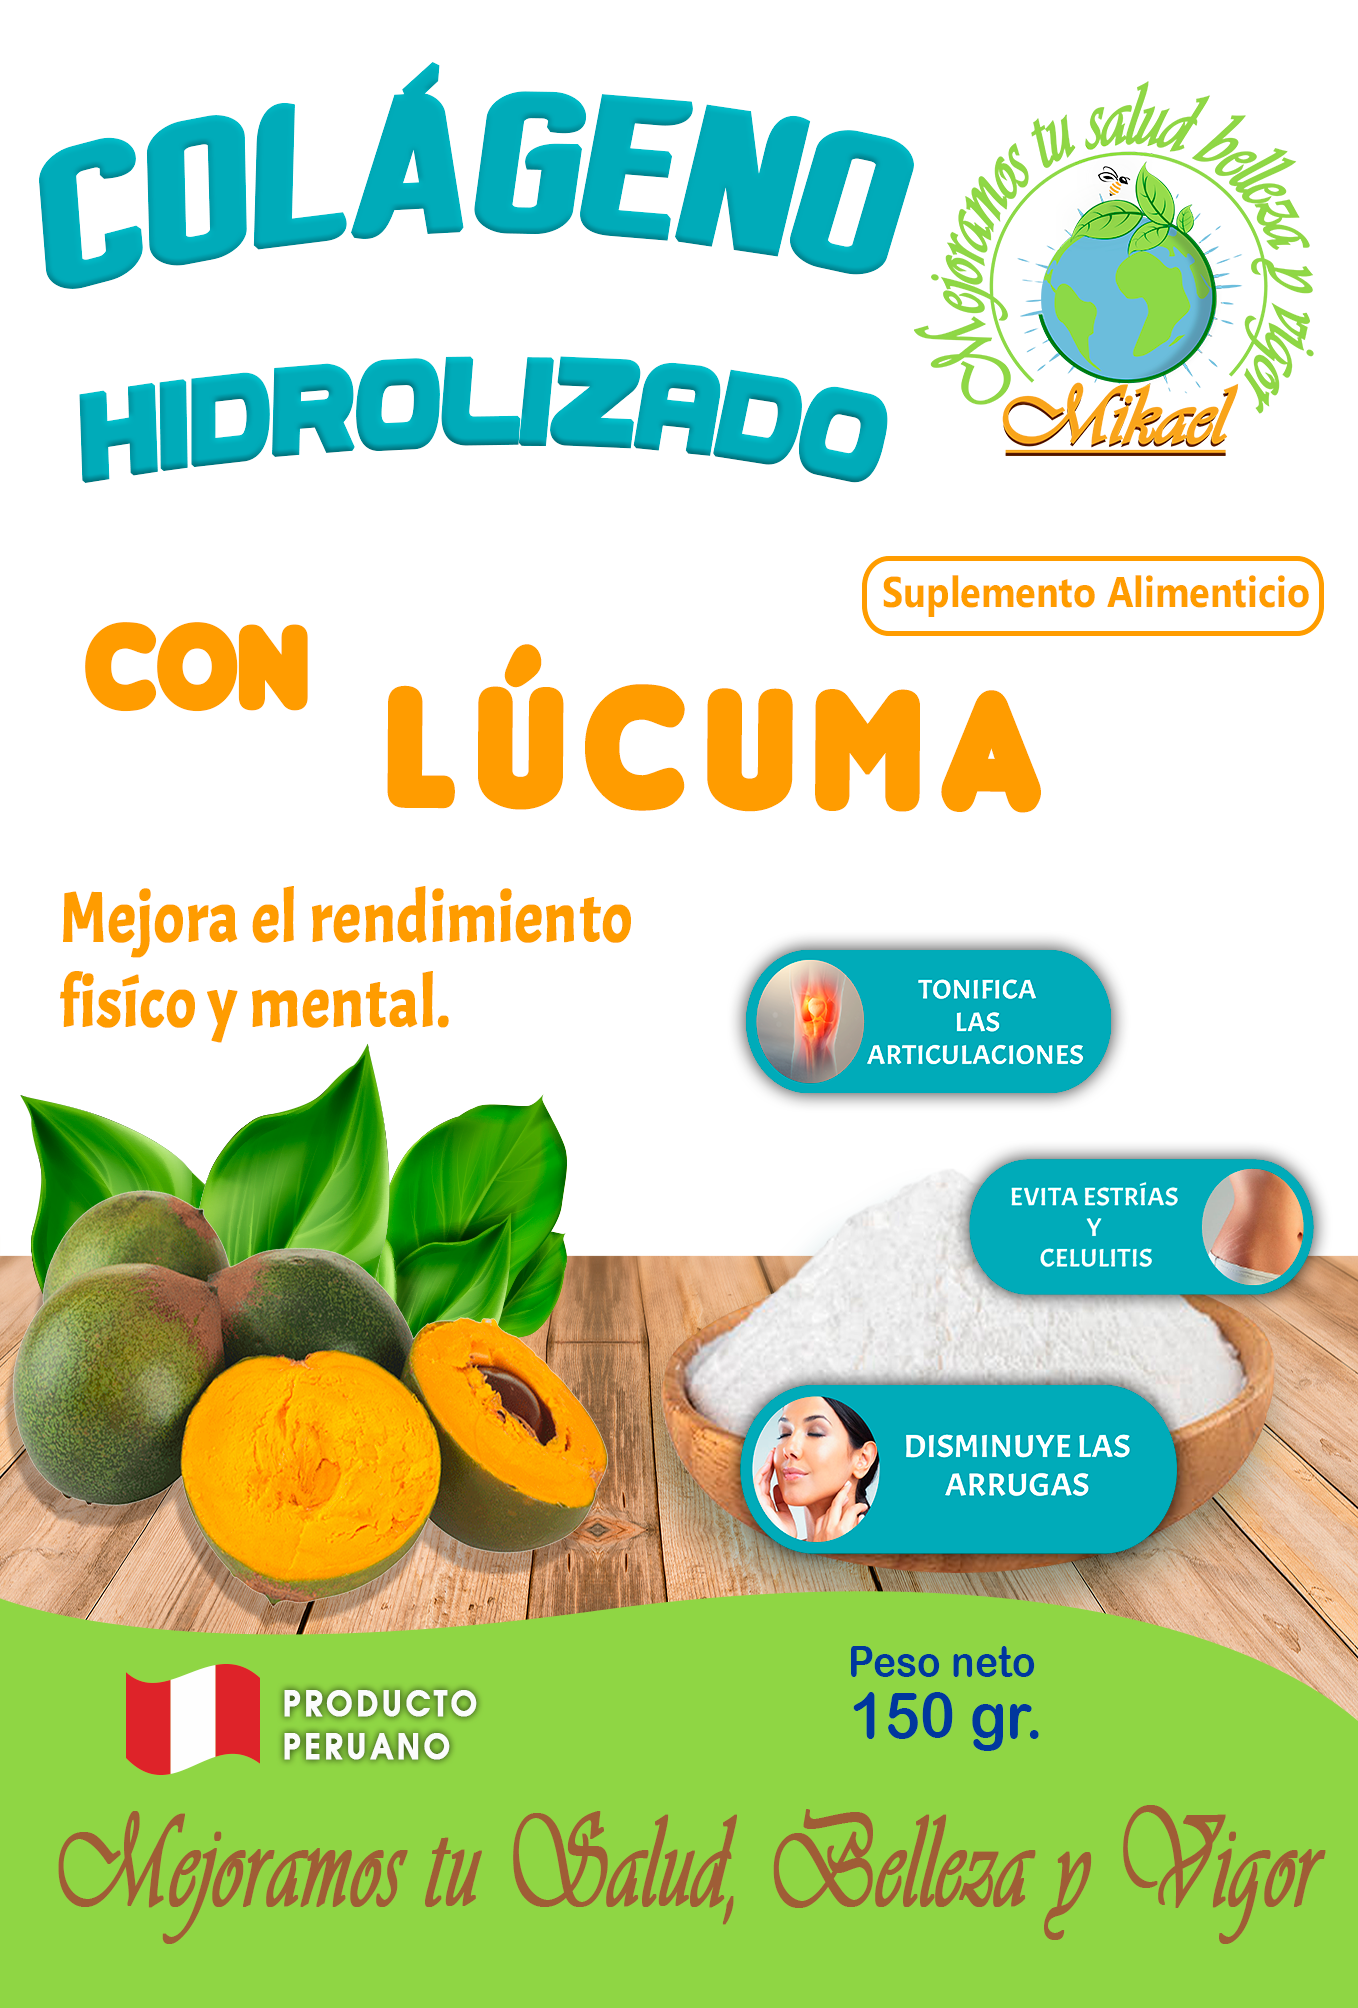 COLÁGENO
HIDROLIZADO
Mejoramos tu salud belleza y vigor
Mikael
Suplemento Alimenticio
CON
LÚCUMA
Mejora el rendimiento
fisíco y mental.
TONIFICA
LAS
ARTICULACIONES
EVITA ESTRÍAS
Y
CELULITIS
DISMINUYE LAS
ARRUGAS
PRODUCTO
PERUANO
Peso neto
150 gr.
Mejoramos tu Salud, Belleza y Vigor